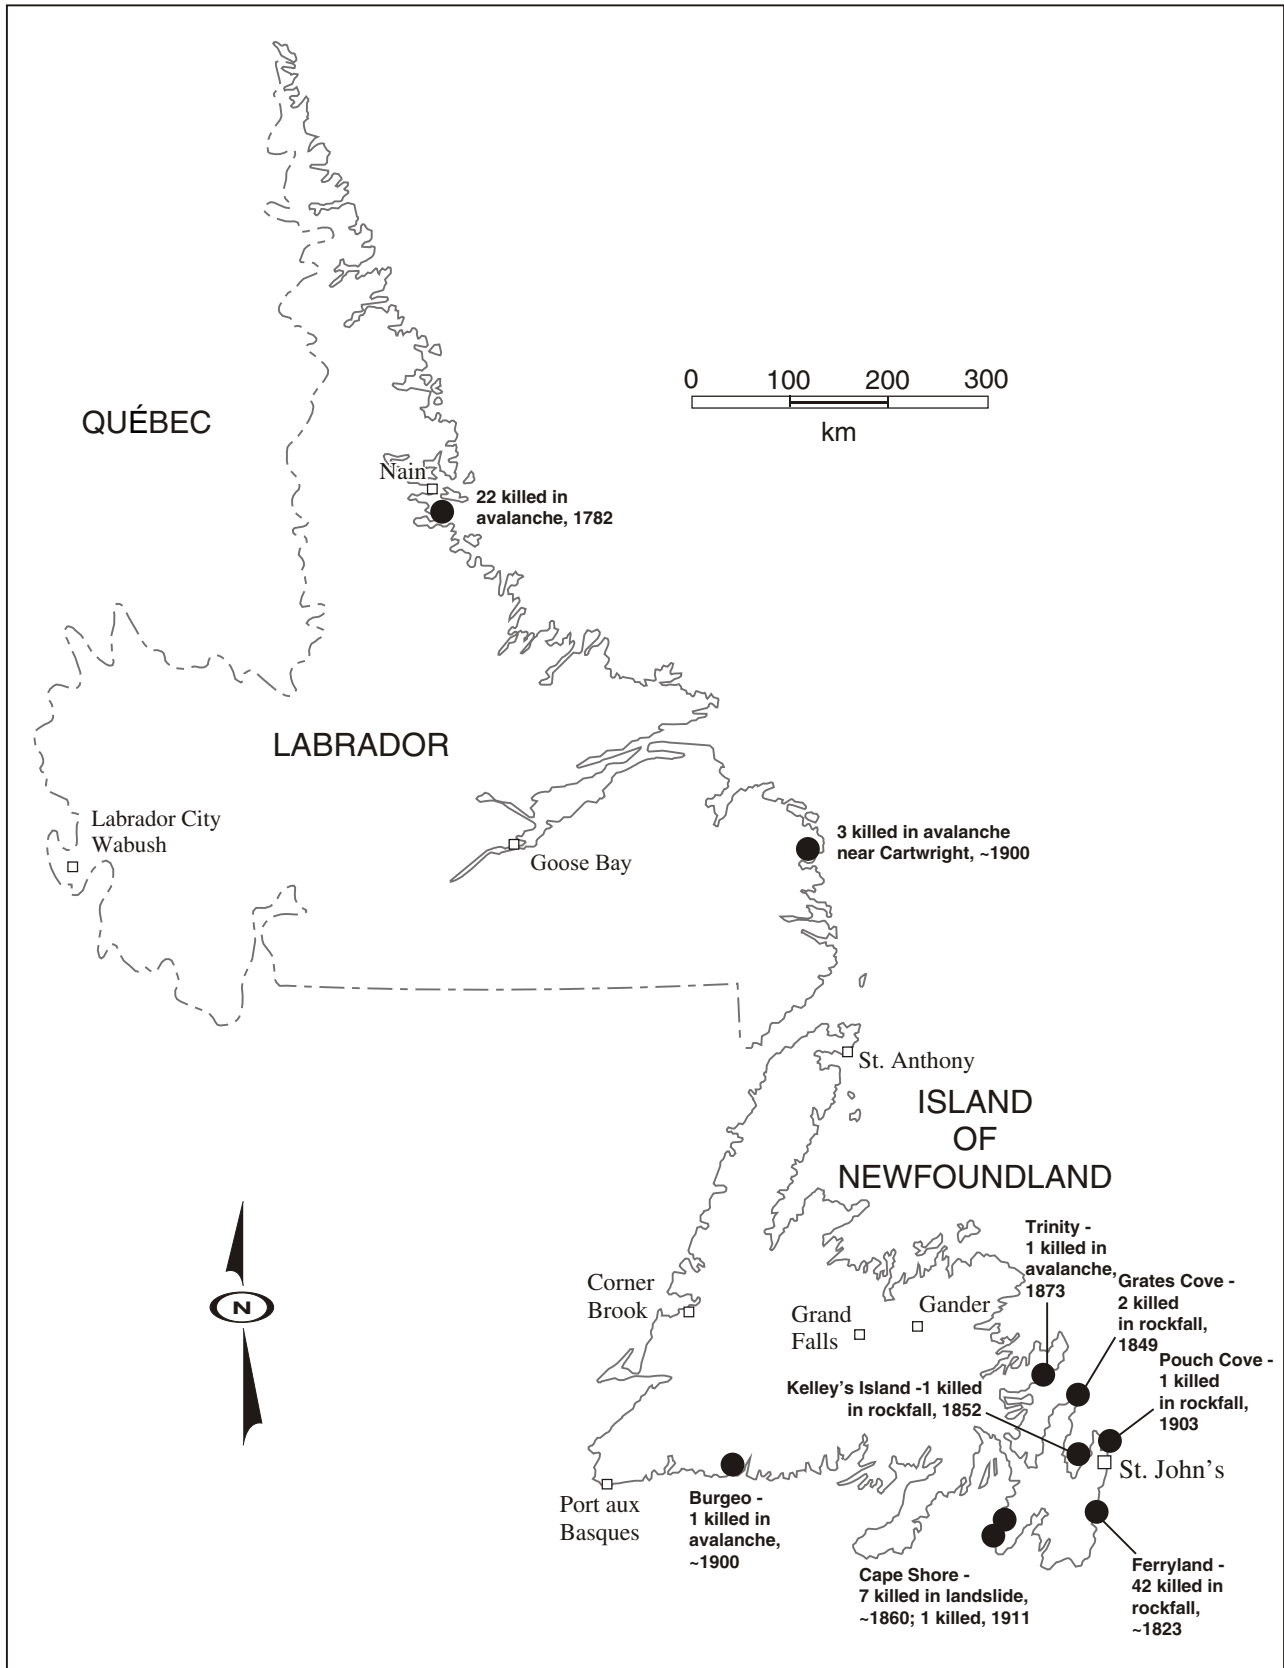 0 100 200 300
km
QUÉBEC
Nain
22 killed in
avalanche, 1782
LABRADOR
Labrador City
Wabush
Goose Bay
3 killed in avalanche
near Cartwright, ~1900
St. Anthony
ISLAND
OF
NEWFOUNDLAND
Trinity -
1 killed in
avalanche,
1873
Grates Cove -
2 killed
in rockfall,
1849
Pouch Cove -
1 killed
in rockfall,
1903
N
Corner
Brook
Grand
Falls
Gander
Kelley's Island -1 killed
in rockfall, 1852
St. John's
Port aux
Basques
Burgeo -
1 killed in
avalanche,
~1900
Cape Shore -
7 killed in landslide,
~1860; 1 killed, 1911
Ferryland -
42 killed in
rockfall,
~1823